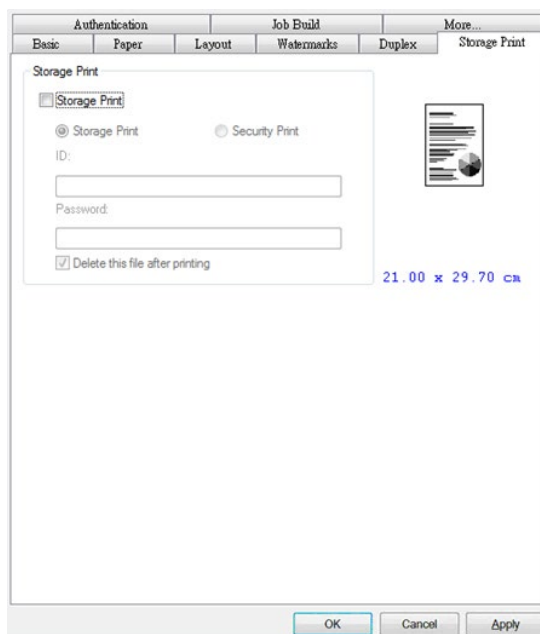 Authentication Job Build More...
Basic Paper Layout Watermarks Duplex Storage Print
Storage Print
Storage Print
Storage Print Security Print
ID:
Password:
Delete this file after printing
21.00 x 29.70 cm
OK Cancel Apply